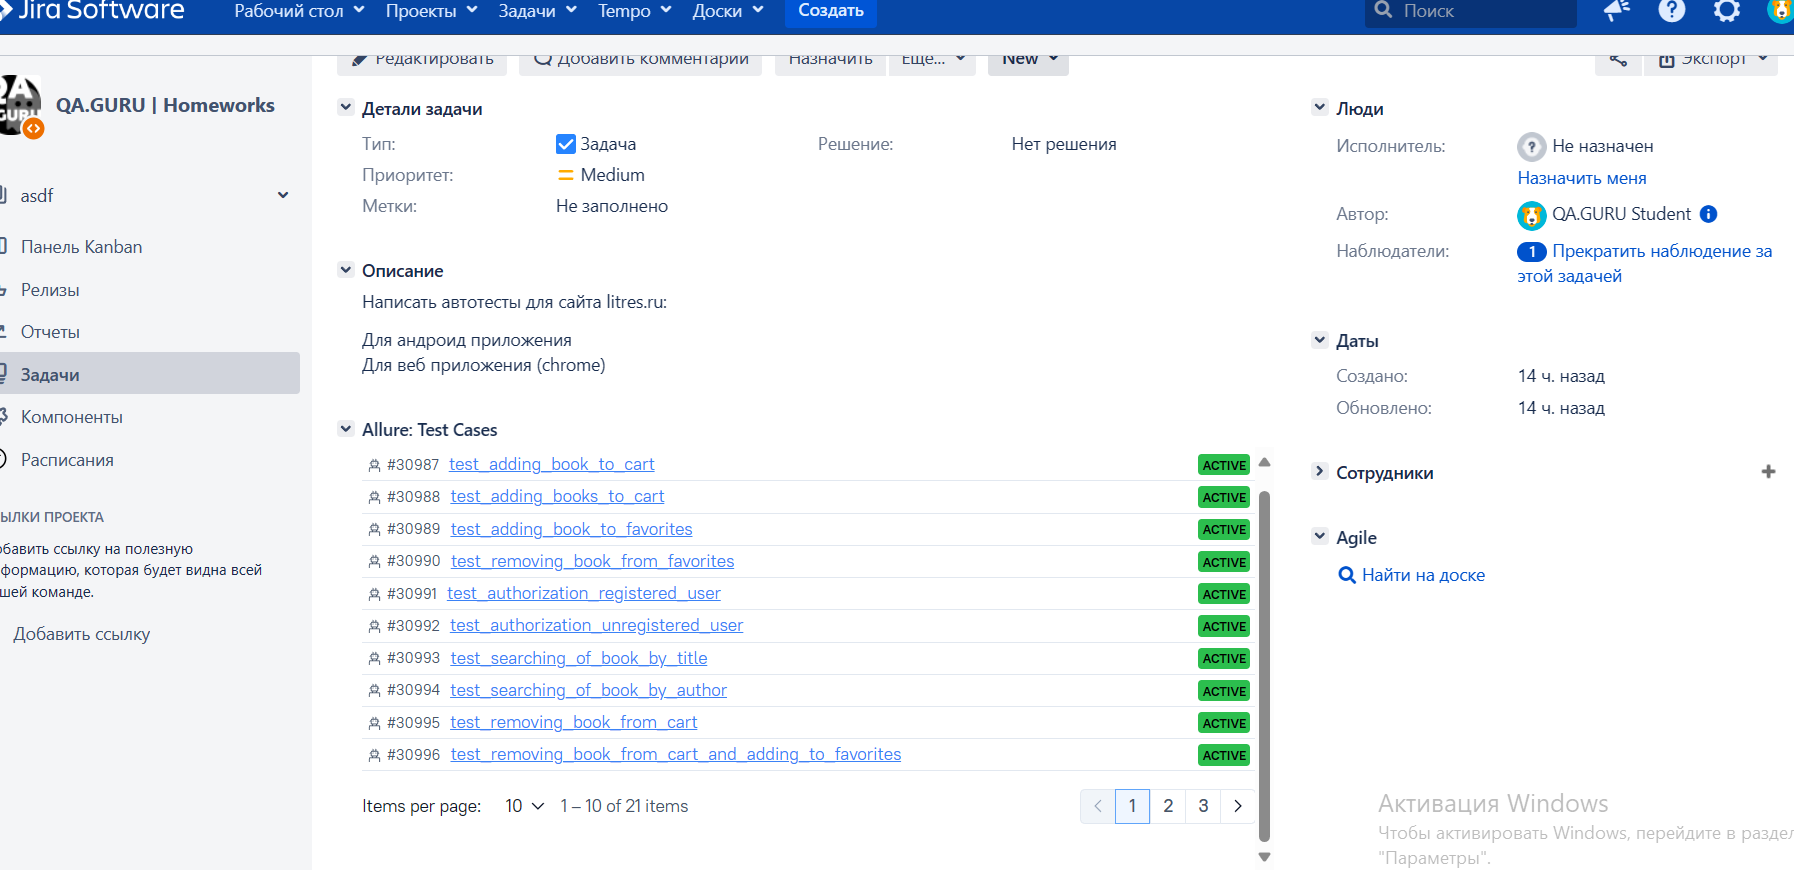 Jira Software Рабочий стол Проекты Задачи Tempo Доски Создать Поиск
Редактировать Добавить комментарий Назначить Еще... New Экспорт
QA.GURU | Homeworks
asdf
Панель Kanban
Релизы
Отчеты
Задачи
Компоненты
Расписания
ЫЛКИ ПРОЕКТА
обавить ссылку на полезную
формацию, которая будет видна всей
шей команде.
Добавить ссылку
Детали задачи
Тип: Задача Решение: Нет решения
Приоритет: Medium
Метки: Не заполнено
Описание
Написать автотесты для сайта litres.ru:
Для андроид приложения
Для веб приложения (chrome)
Allure: Test Cases
#30987 test_adding_book_to_cart ACTIVE
#30988 test_adding_books_to_cart ACTIVE
#30989 test_adding_book_to_favorites ACTIVE
#30990 test_removing_book_from_favorites ACTIVE
#30991 test_authorization_registered_user ACTIVE
#30992 test_authorization_unregistered_user ACTIVE
#30993 test_searching_of_book_by_title ACTIVE
#30994 test_searching_of_book_by_author ACTIVE
#30995 test_removing_book_from_cart ACTIVE
#30996 test_removing_book_from_cart_and_adding_to_favorites ACTIVE
Items per page: 10 1 – 10 of 21 items 1 2 3
Люди
Исполнитель: Не назначен
Назначить меня
Автор: QA.GURU Student
Наблюдатели: 1 Прекратить наблюдение за
этой задачей
Даты
Создано: 14 ч. назад
Обновлено: 14 ч. назад
Сотрудники
Agile
Найти на доске
Активация Windows
Чтобы активировать Windows, перейдите в раздел
"Параметры".